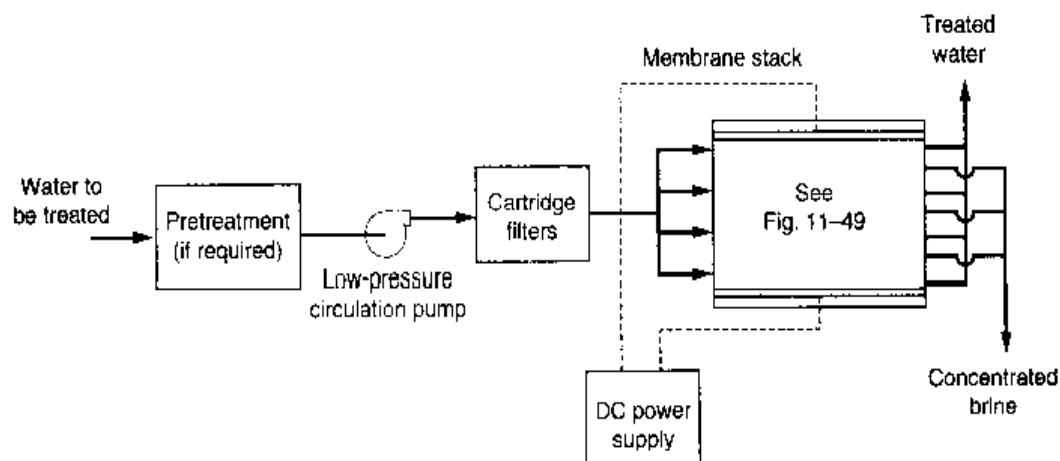 Treated
water
Membrane stack
Water to
be treated
Pretreatment
(if required)
Low-pressure
circulation pump
Cartridge
filters
See
Fig. 11–49
DC power
supply
Concentrated
brine